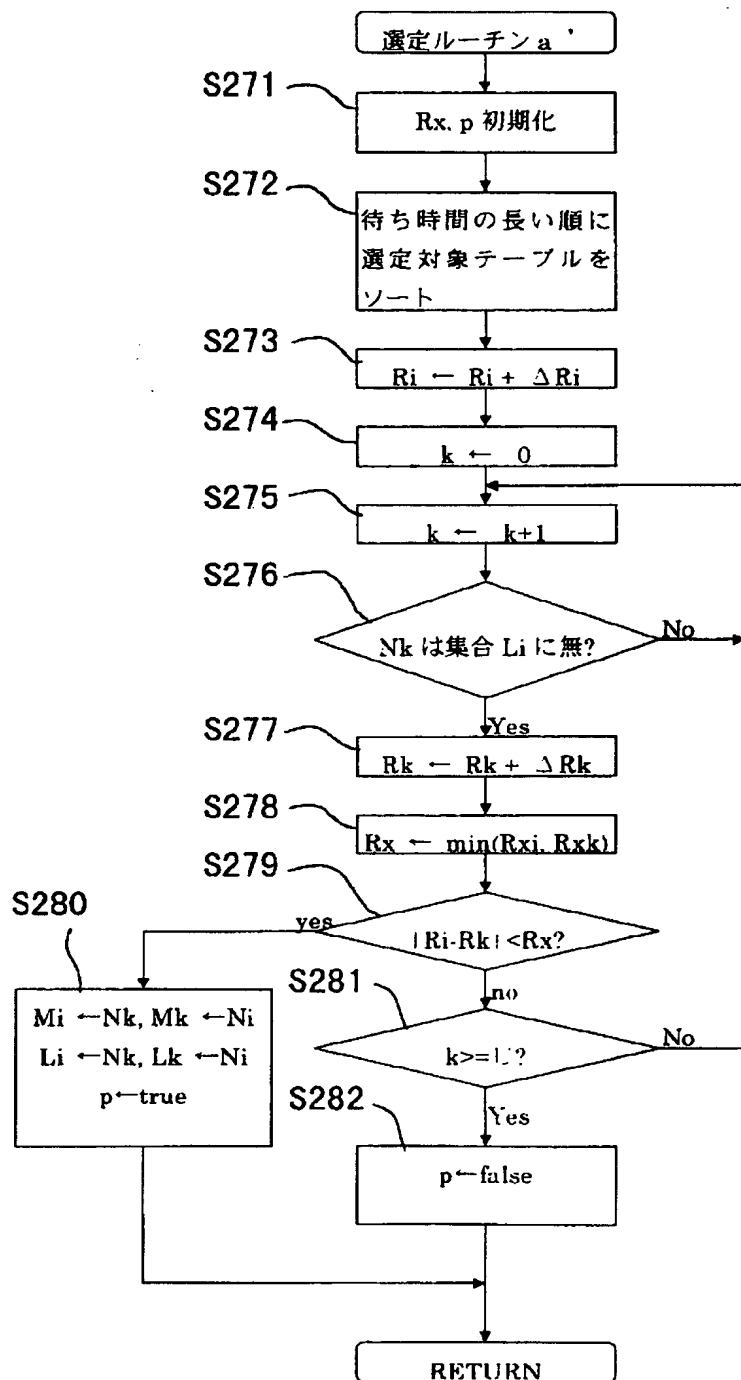 選定ルーチン a '
S271
Rx, p 初期化
S272
待ち時間の長い順に
選定対象テーブルを
ソート
S273
Ri ← Ri + ΔRi
S274
k ← 0
S275
k ← k+1
S276
Nk は集合 Li に無?
No
Yes
S277
Rk ← Rk + ΔRk
S278
Rx ← min(Rxi, Rxk)
S279
yes
|Ri-Rk|<Rx?
no
S280
Mi ←Nk, Mk ←Ni
Li ←Nk, Lk ←Ni
p←true
S281
k>=U?
No
Yes
S282
p←false
RETURN